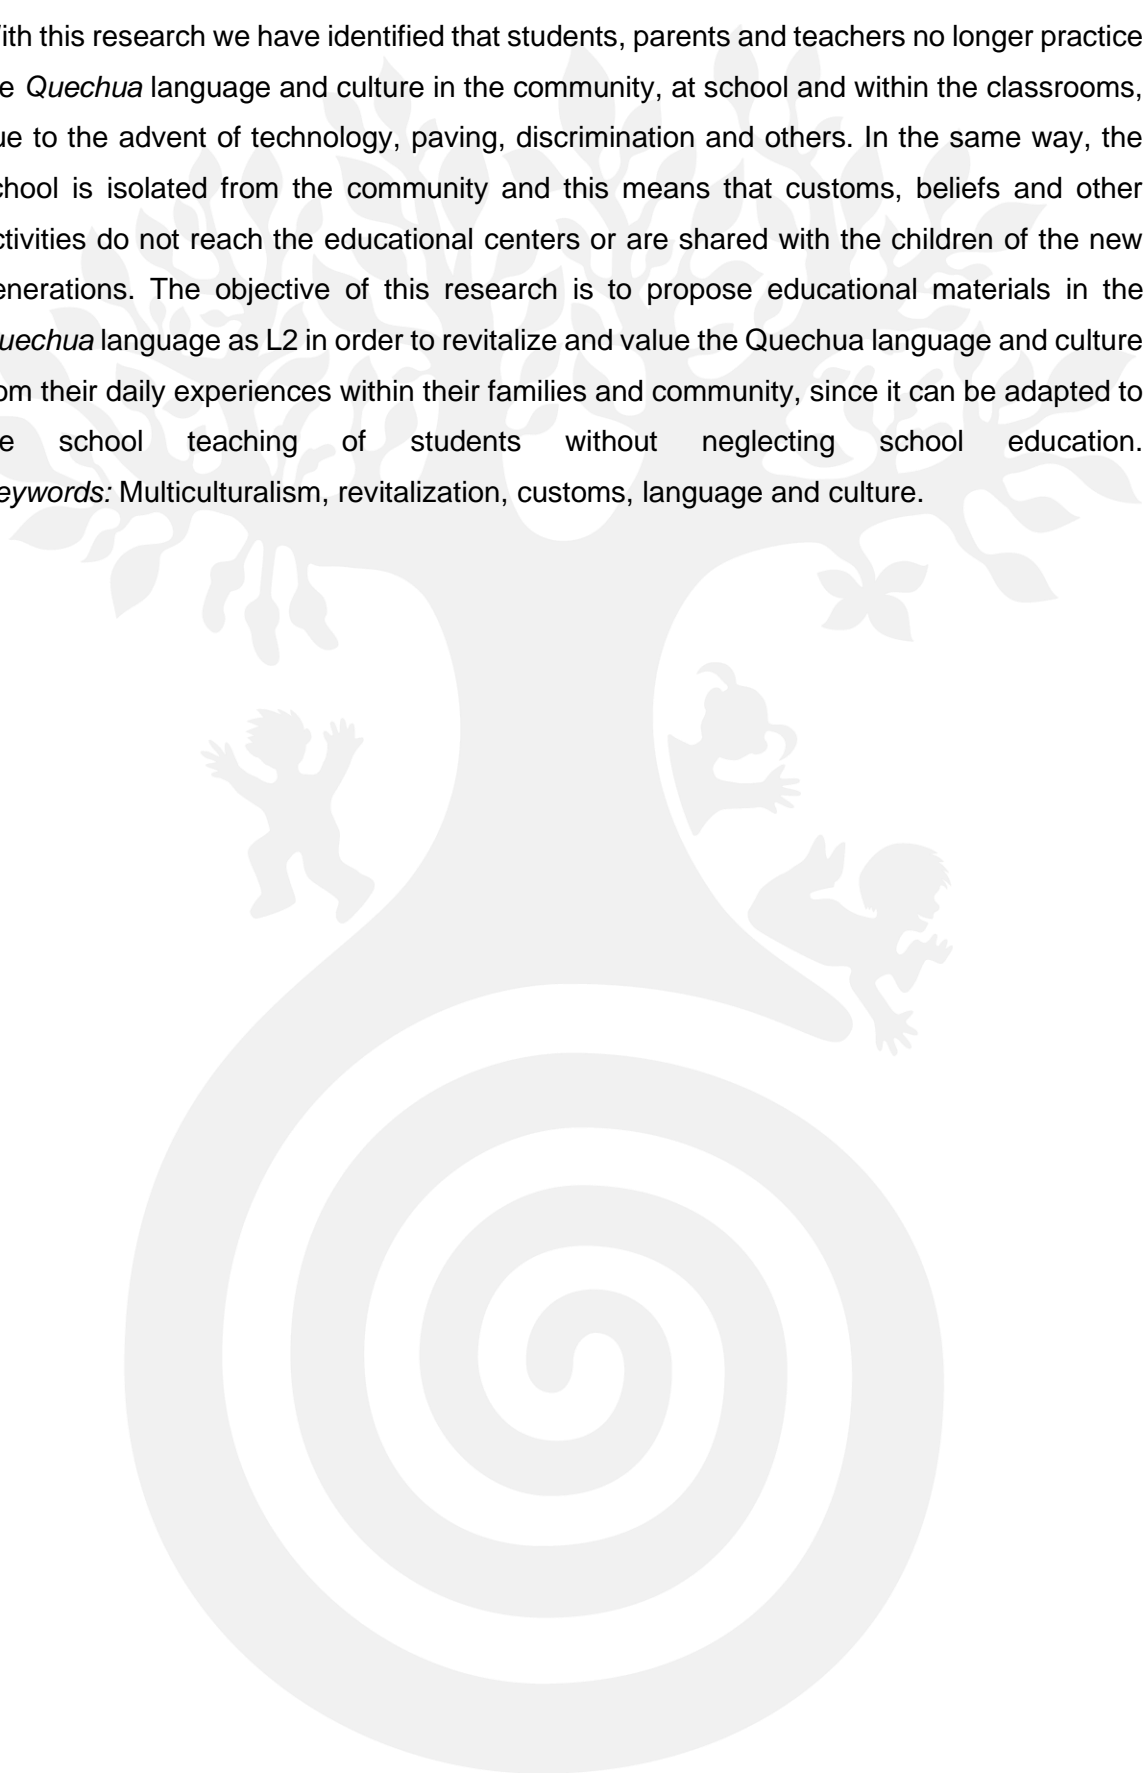 ith this research we have identified that students, parents and teachers no longer practice
e Quechua language and culture in the community, at school and within the classrooms,
ue to the advent of technology, paving, discrimination and others. In the same way, the
chool is isolated from the community and this means that customs, beliefs and other
ctivities do not reach the educational centers or are shared with the children of the new
enerations. The objective of this research is to propose educational materials in the
uechua language as L2 in order to revitalize and value the Quechua language and culture
om their daily experiences within their families and community, since it can be adapted to
e school teaching of students without neglecting school education.
eywords: Multiculturalism, revitalization, customs, language and culture.